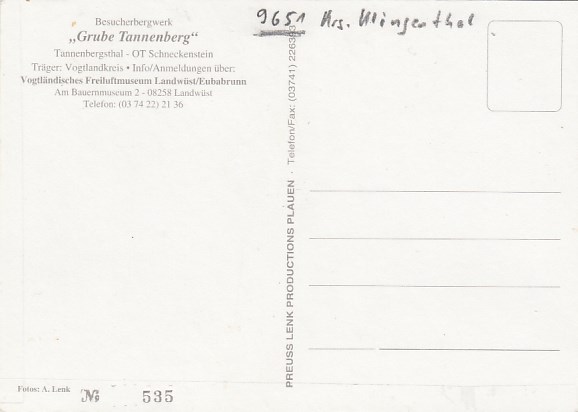 Besucherbergwerk
„Grube Tannenberg“
Tannenbergsthal - OT Schneckenstein
Träger: Vogtlandkreis • Info/Anmeldungen über:
Vogtländisches Freiluftmuseum Landwüst/Eubabrunn
Am Bauernmuseum 2 - 08258 Landwüst
Telefon: (03 74 22) 21 36
9651 Krs. Klingenthal
PREUSS LENK PRODUCTIONS PLAUEN · Telefon/Fax: (03741) 226303
Fotos: A. Lenk
№ 535